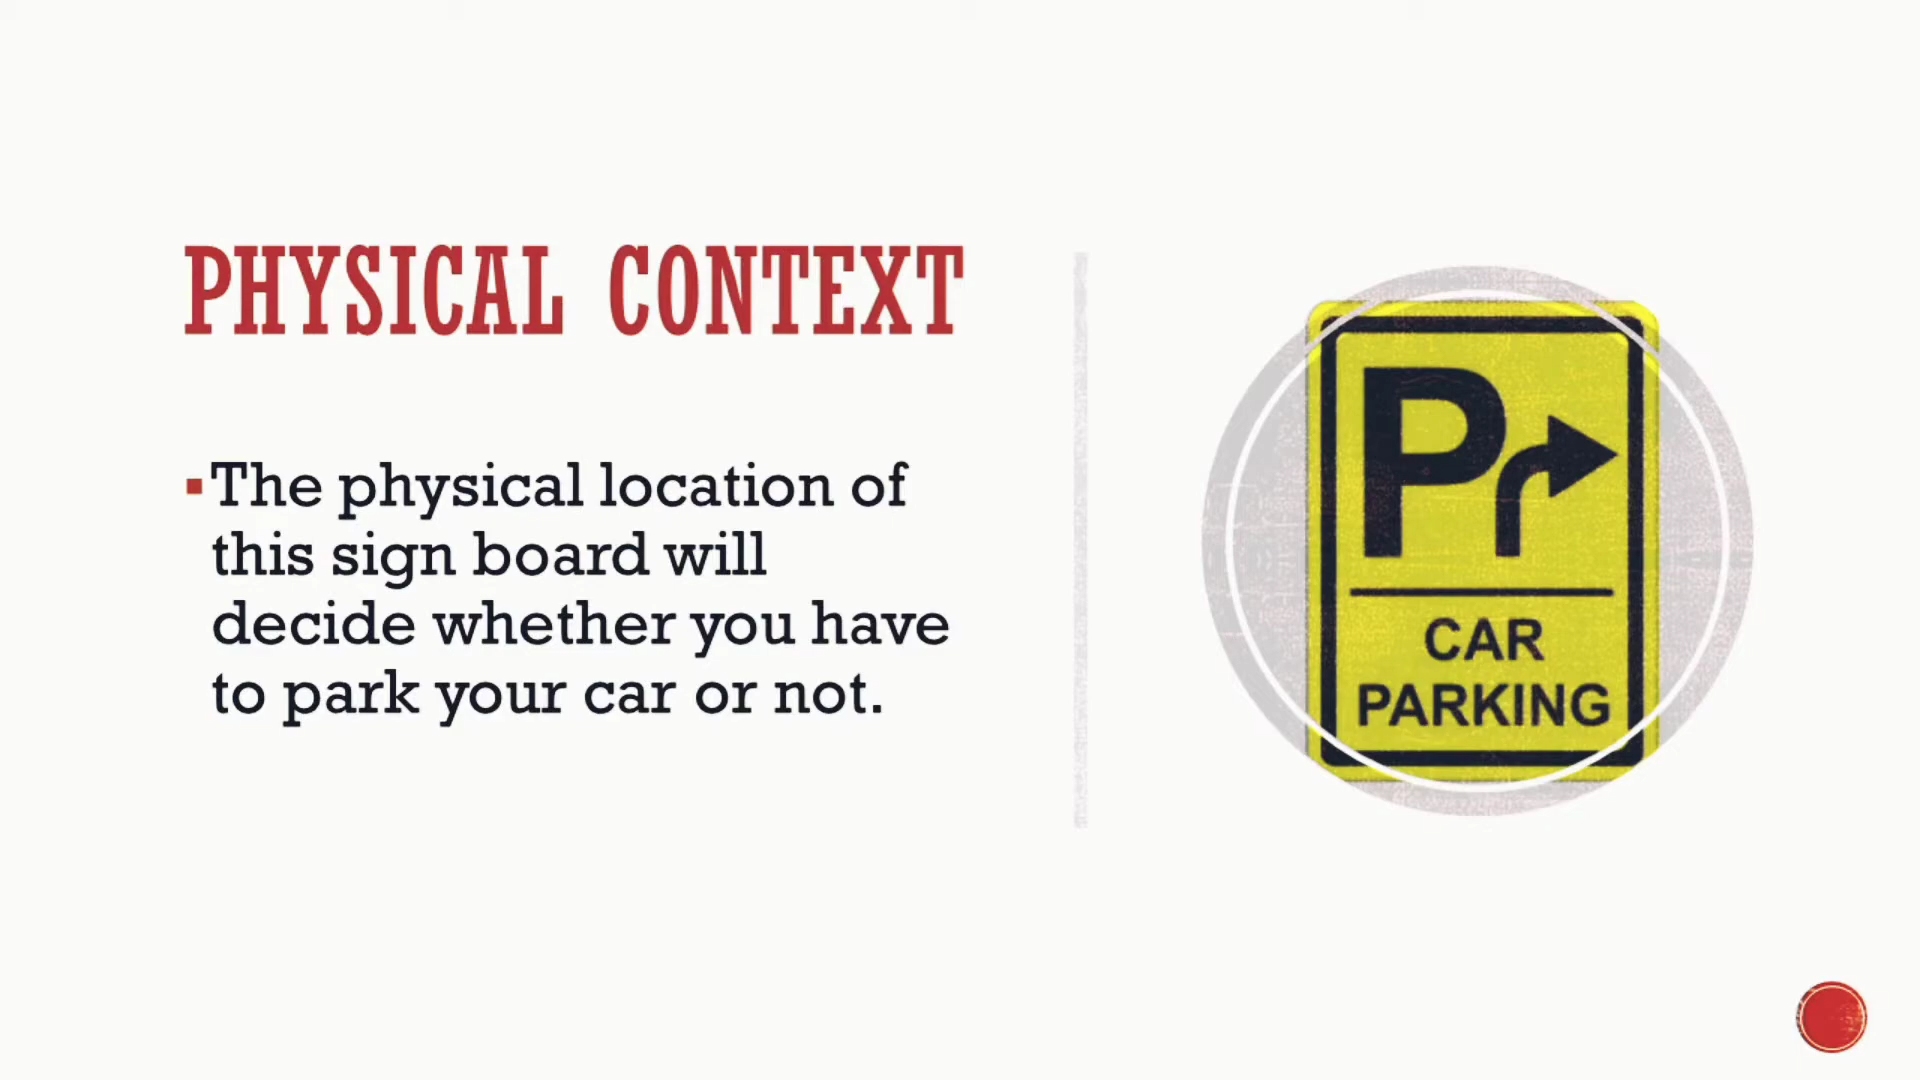 PHYSICAL CONTEXT
The physical location of
this sign board will
decide whether you have
to park your car or not.
P
CAR
PARKING